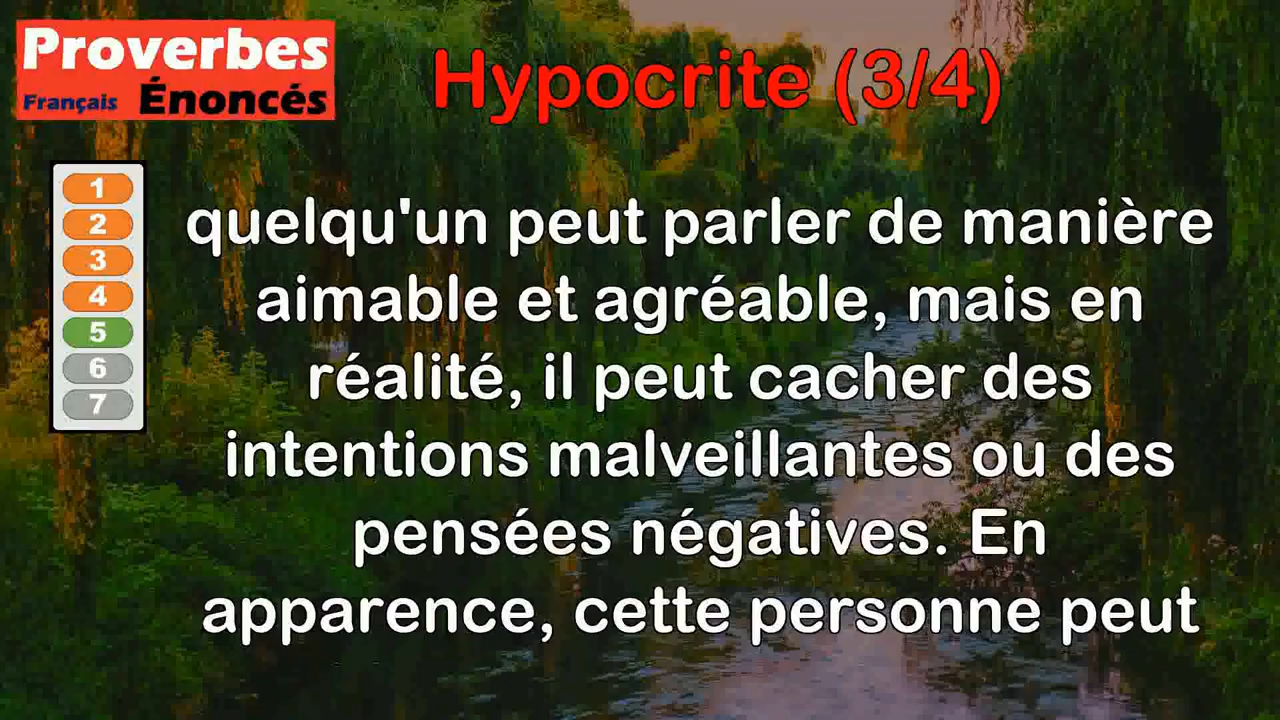 Proverbes
Français Énoncés
Hypocrite (3/4)
1
2
3
4
5
6
7
quelqu'un peut parler de manière
aimable et agréable, mais en
réalité, il peut cacher des
intentions malveillantes ou des
pensées négatives. En
apparence, cette personne peut